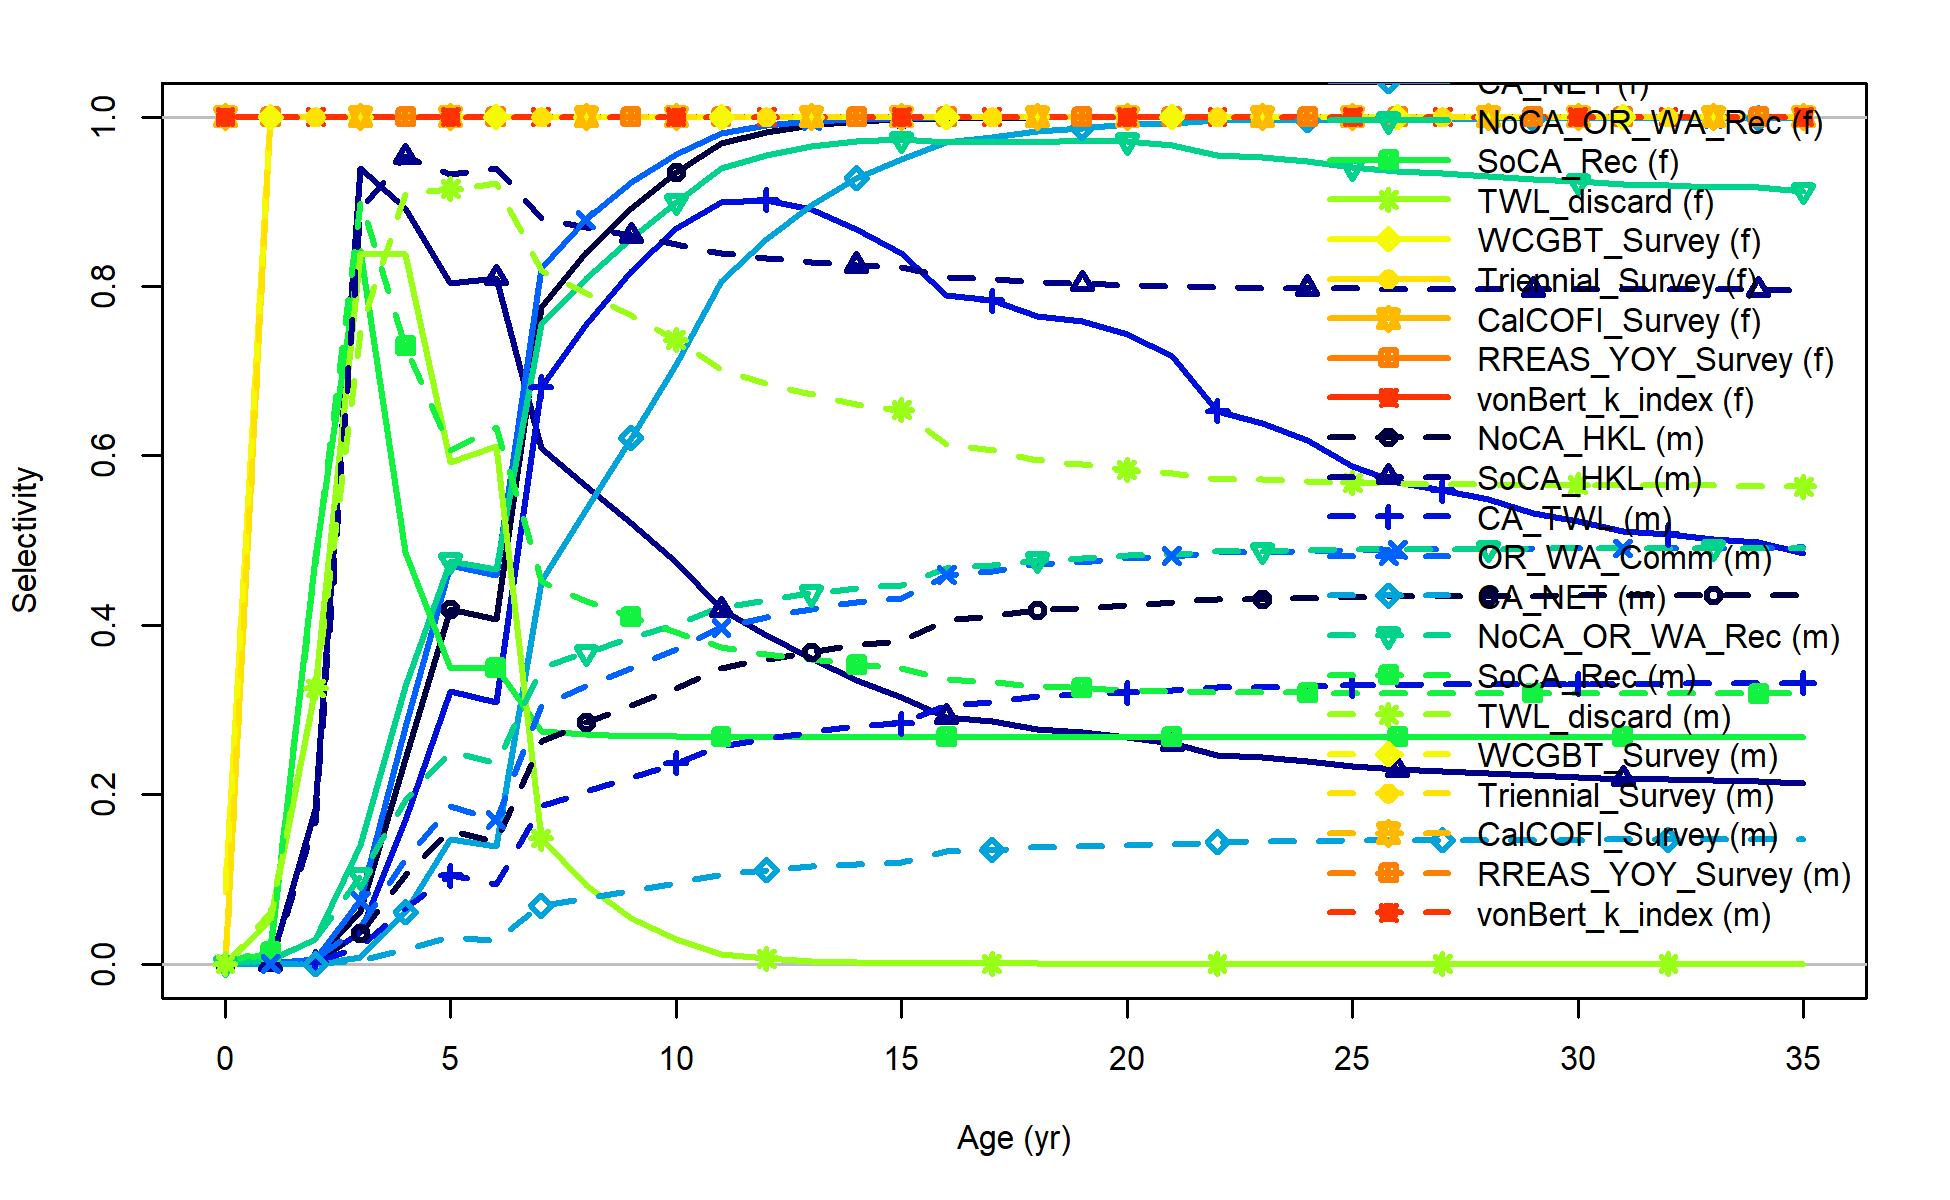 CA_NET (f)
NoCA_OR_WA_Rec (f)
SoCA_Rec (f)
TWL_discard (f)
WCGBT_Survey (f)
Triennial_Survey (f)
CalCOFI_Survey (f)
RREAS_YOY_Survey (f)
vonBert_k_index (f)
NoCA_HKL (m)
SoCA_HKL (m)
CA_TWL (m)
OR_WA_Comm (m)
CA_NET (m)
NoCA_OR_WA_Rec (m)
SoCA_Rec (m)
TWL_discard (m)
WCGBT_Survey (m)
Triennial_Survey (m)
CalCOFI_Survey (m)
RREAS_YOY_Survey (m)
vonBert_k_index (m)
1.0
0.8
0.6
0.4
0.2
0.0
Selectivity
0 5 10 15 20 25 30 35
Age (yr)